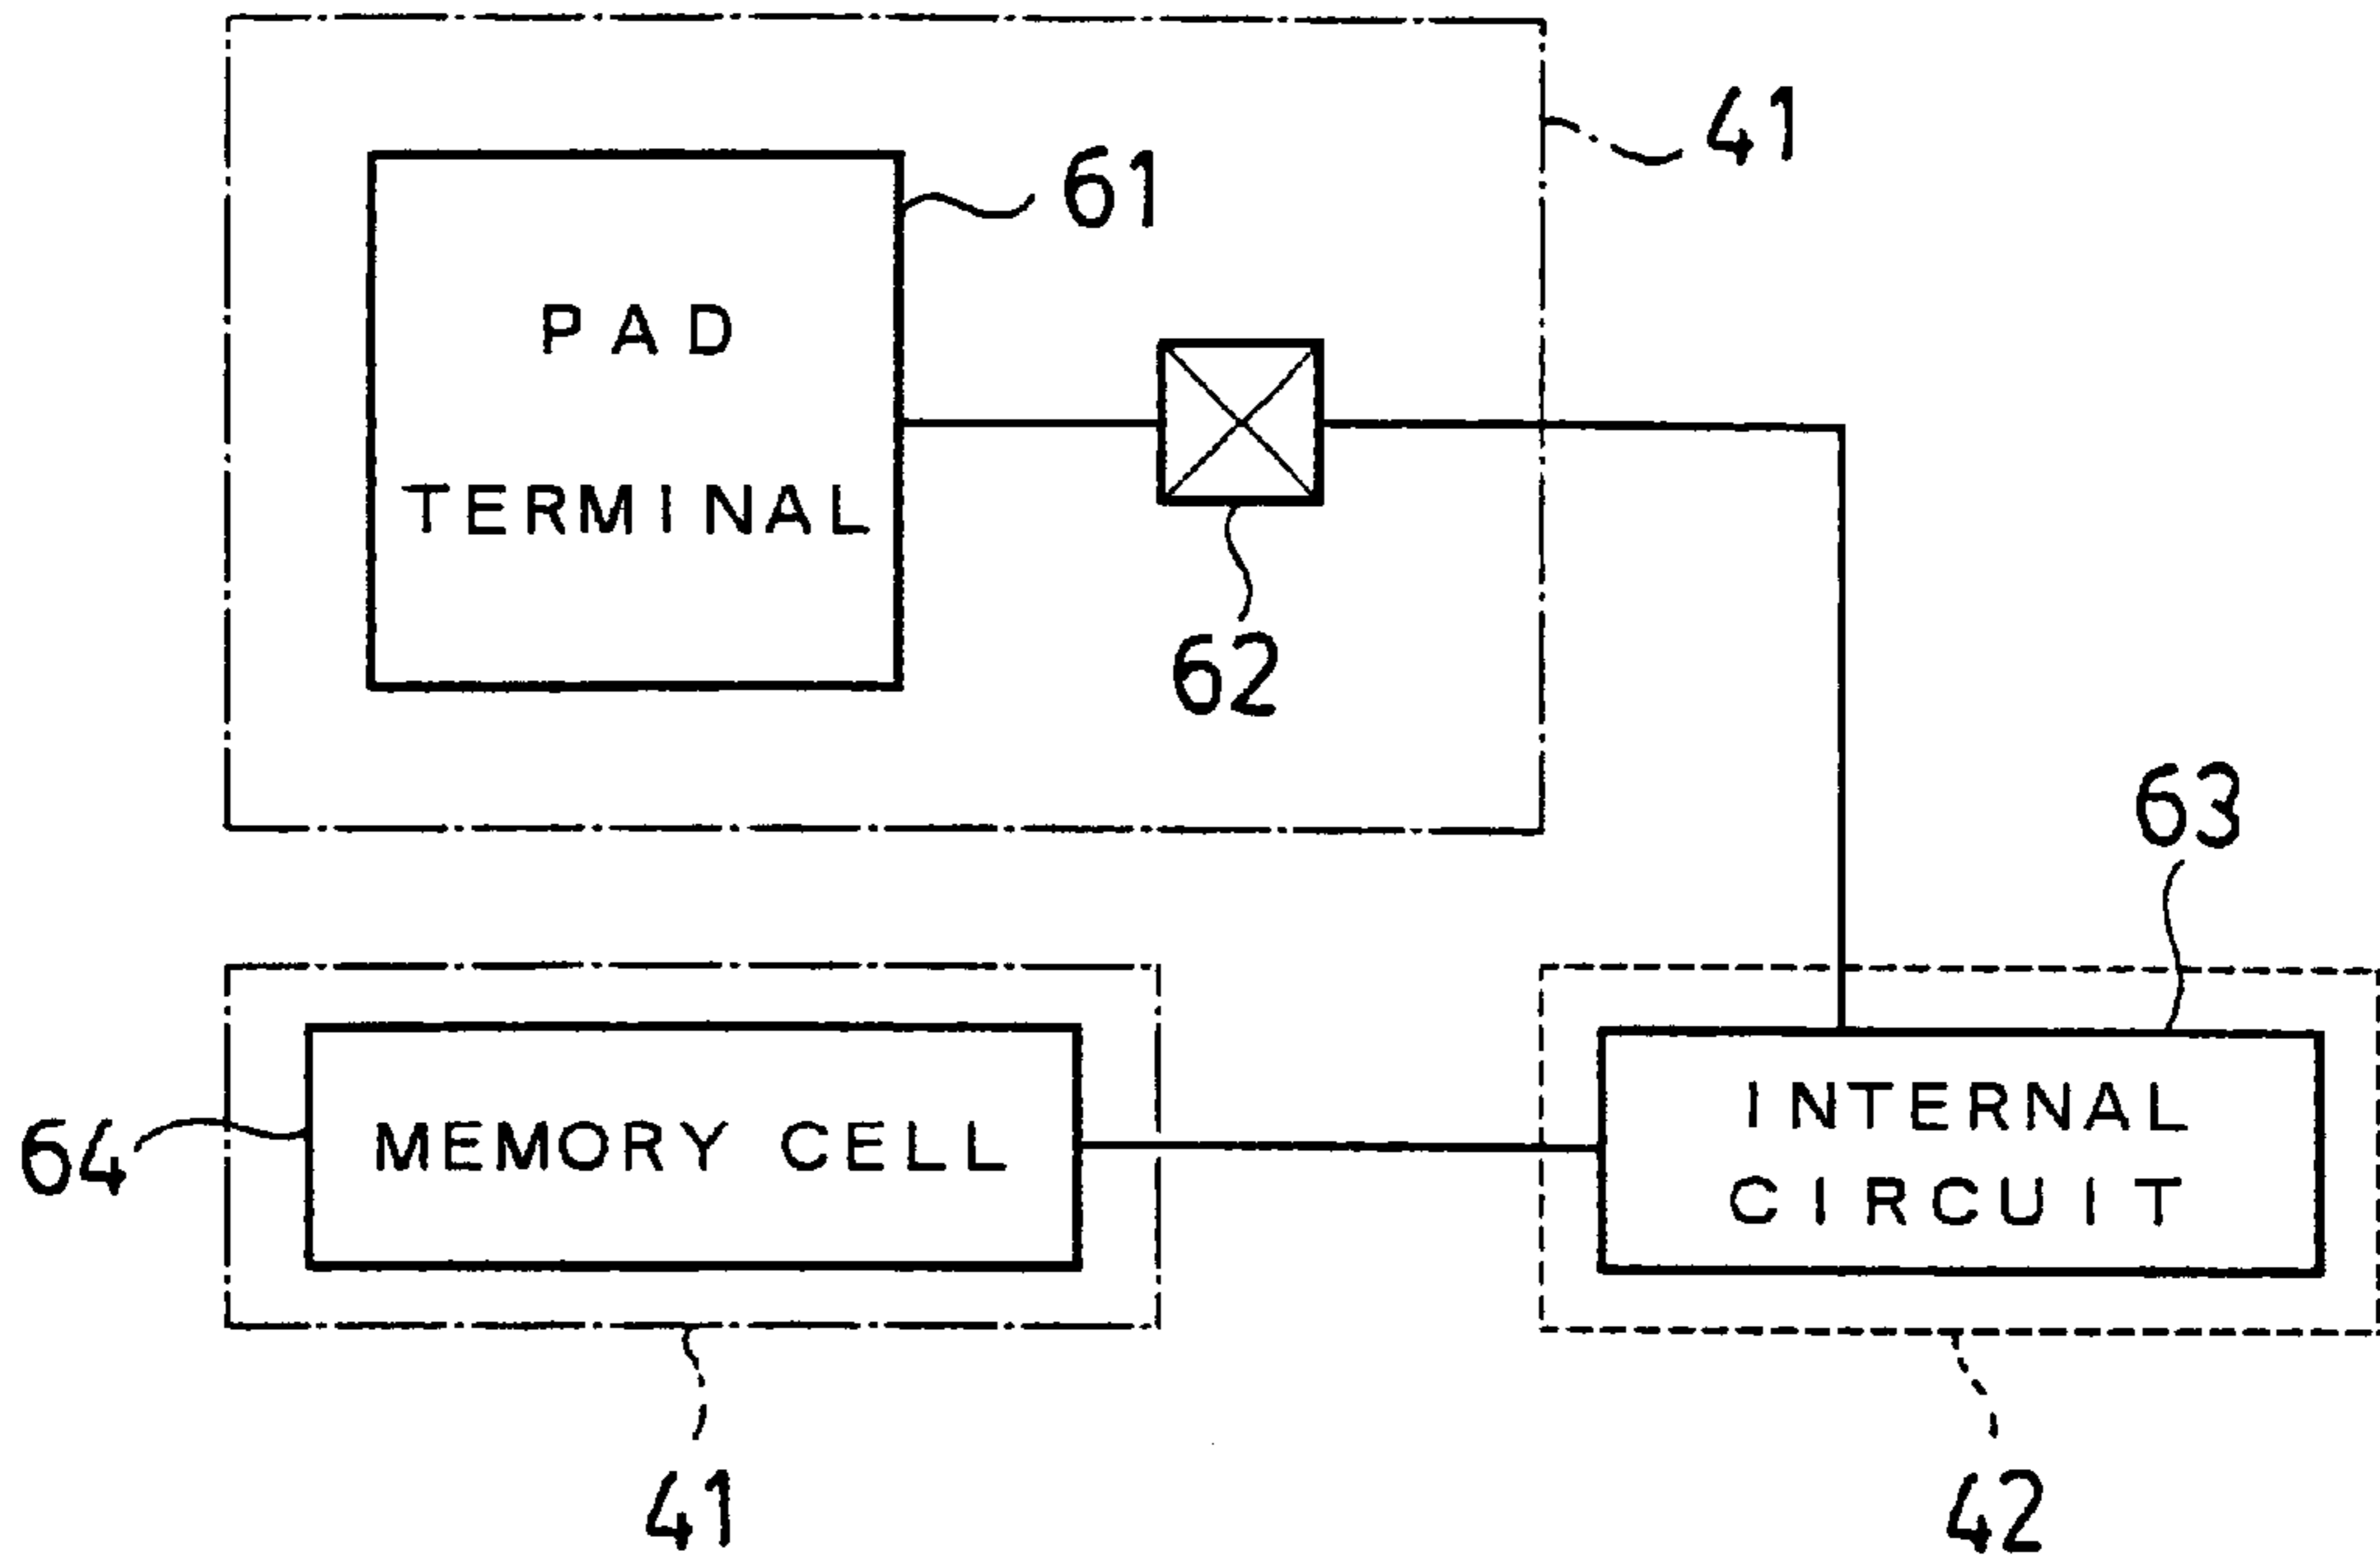 41
61
PAD
TERMINAL
62
63
INTERNAL
CIRCUIT
64
MEMORY CELL
41
42